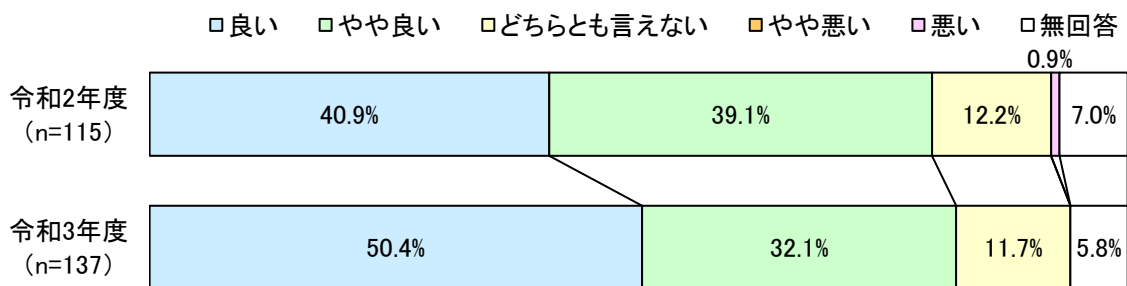 □良い □やや良い □どちらとも言えない □やや悪い □悪い □無回答
0.9%
令和2年度
（n=115）
40.9% 39.1% 12.2% 7.0%
令和3年度
（n=137）
50.4% 32.1% 11.7% 5.8%